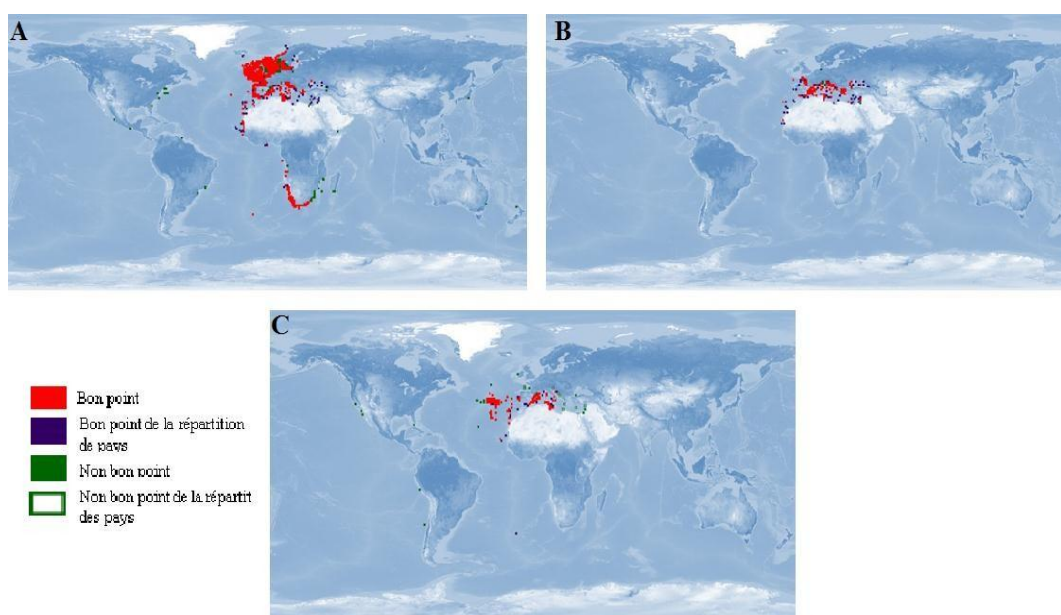 A
B
C
Bon point
Bon point de la répartition
de pays
Non bon point
Non bon point de la répartit
des pays